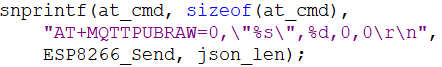 snprintf(at_cmd, sizeof(at_cmd),
"AT+MQTTPUBRAW=0,\"%s\",%d,0,0\r\n",
ESP8266_Send, json_len);